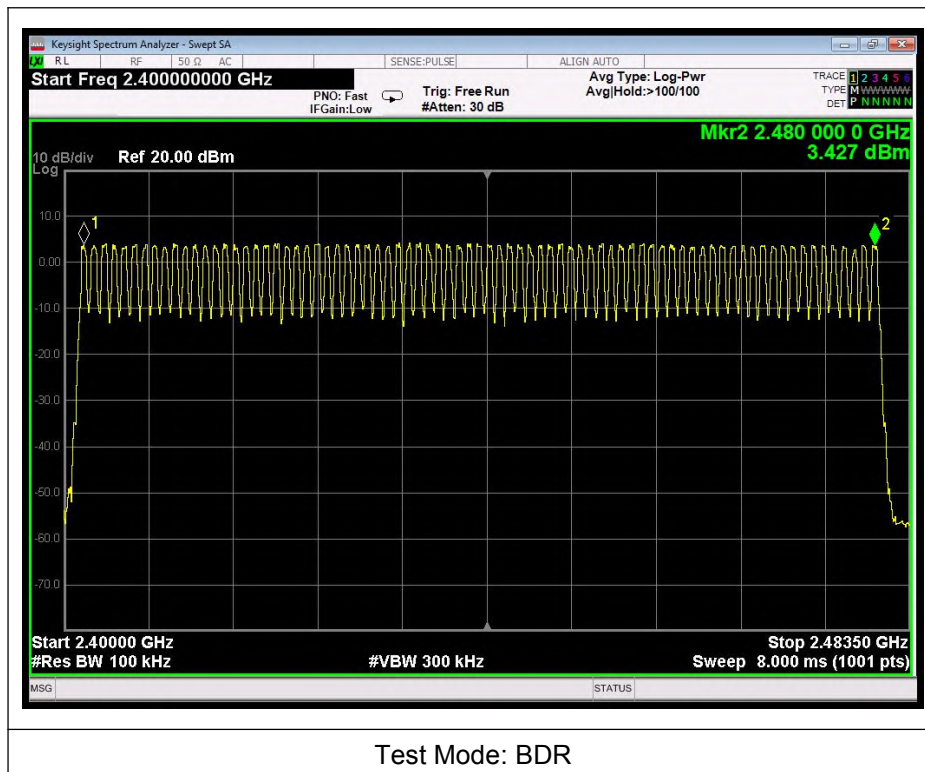 Keysight Spectrum Analyzer - Swept SA
LXI RL RF 50 Ω AC SENSE:PULSE ALIGN AUTO
Start Freq 2.400000000 GHz
PNO: Fast
IFGain:Low
Trig: Free Run
#Atten: 30 dB
Avg Type: Log-Pwr
Avg|Hold:>100/100
TRACE 1 2 3 4 5 6
TYPE M WWWWW
DET P N N N N N
Mkr2 2.480 000 0 GHz
3.427 dBm
10 dB/div
Log
Ref 20.00 dBm
1
2
10.0
0.00
-10.0
-20.0
-30.0
-40.0
-50.0
-60.0
-70.0
Start 2.40000 GHz
Stop 2.48350 GHz
#Res BW 100 kHz
#VBW 300 kHz
Sweep 8.000 ms (1001 pts)
MSG
STATUS
Test Mode: BDR